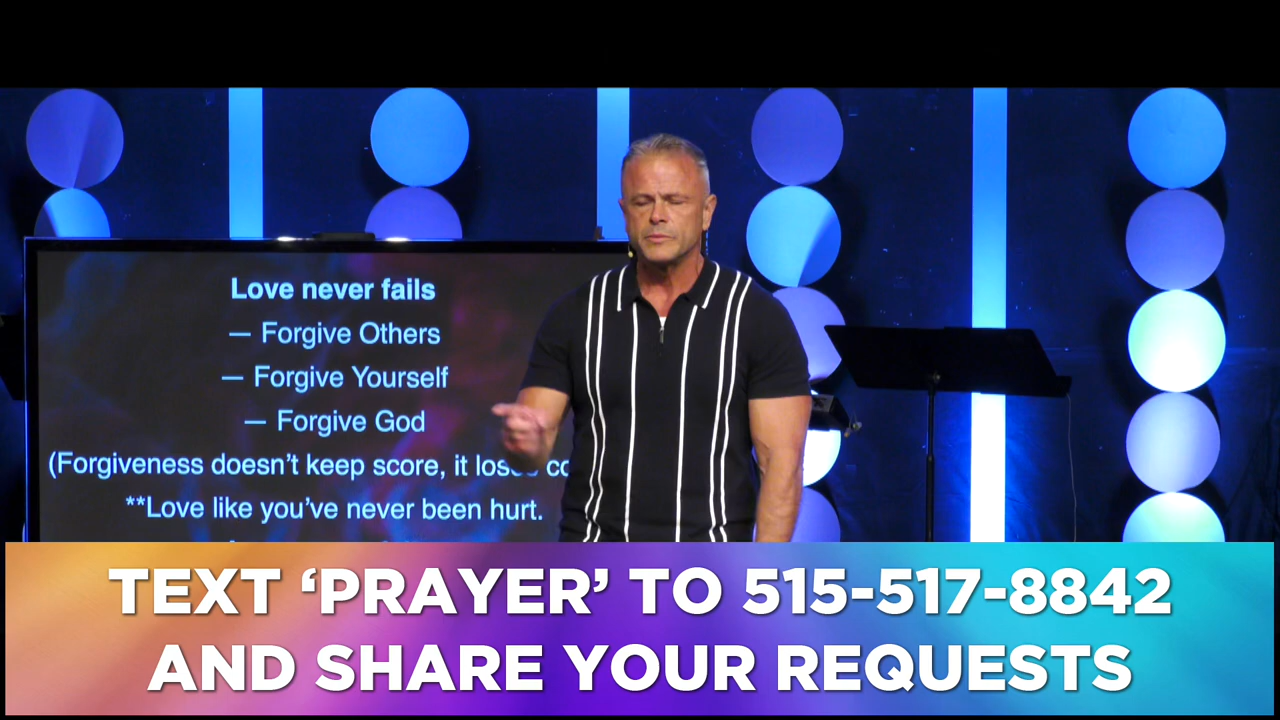 Love never fails
— Forgive Others
— Forgive Yourself
— Forgive God
(Forgiveness doesn't keep score, it loses
**Love like you've never been hurt.
TEXT ‘PRAYER’ TO 515-517-8842
AND SHARE YOUR REQUESTS